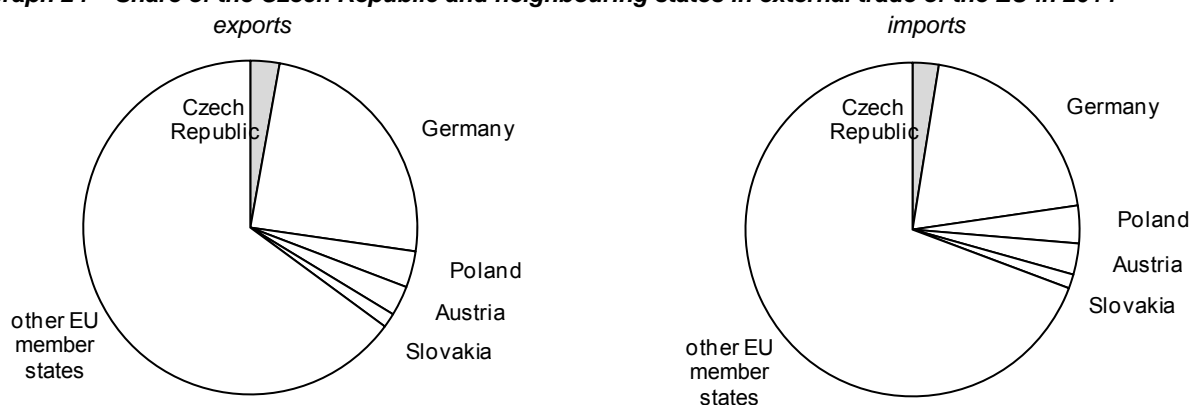 Share of the Czech Republic and neighbouring states in external trade of the EU in
exports
Czech
Republic
Germany
Poland
Austria
Slovakia
other EU
member
states
imports
Czech
Republic
Germany
Poland
Austria
Slovakia
other EU
member
states